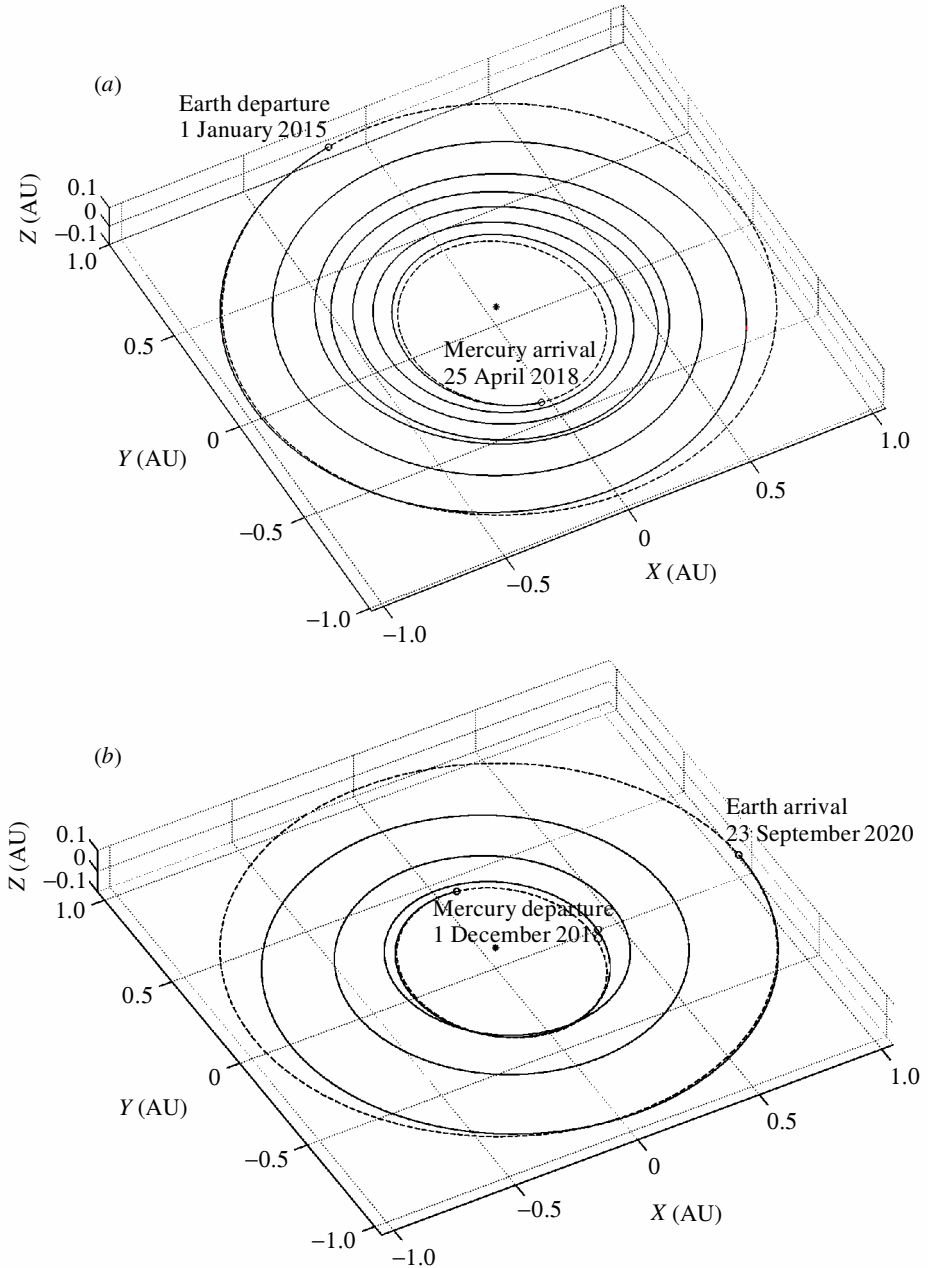 (a)
Earth departure
1 January 2015
Z (AU)
0.1
0
−0.1
1.0
0.5
Mercury arrival
25 April 2018
0
Y (AU)
−0.5
−1.0
−1.0
−0.5
0
0.5
1.0
X (AU)
(b)
Earth arrival
23 September 2020
Z (AU)
0.1
0
−0.1
1.0
Mercury departure
1 December 2018
0.5
0
Y (AU)
−0.5
−1.0
−1.0
−0.5
0
0.5
1.0
X (AU)